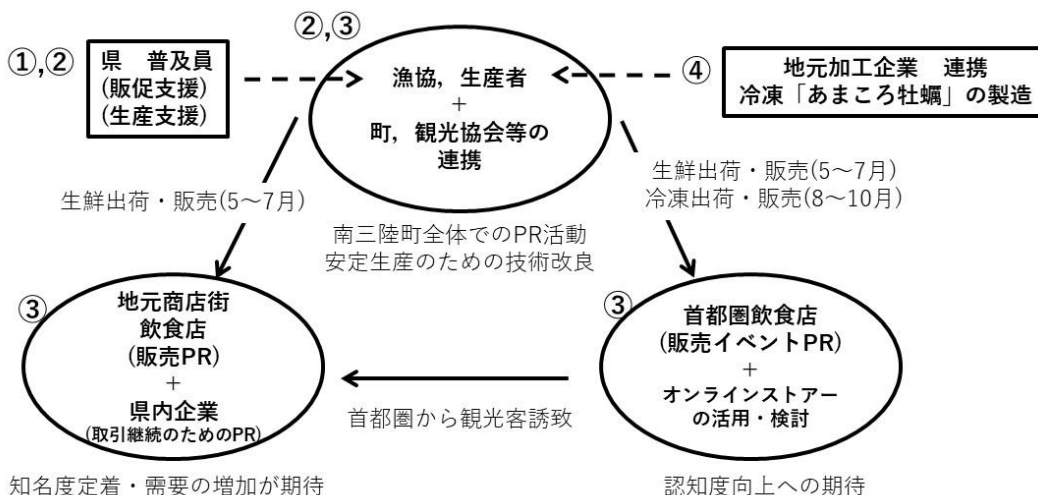 ①,②
県　普及員
(販促支援)
(生産支援)
②,③
漁協，生産者
+
町，観光協会等の
連携
④
地元加工企業　連携
冷凍「あまころ牡蠣」の製造
生鮮出荷・販売(5～7月)
生鮮出荷・販売(5～7月)
冷凍出荷・販売(8～10月)
南三陸町全体でのPR活動
安定生産のための技術改良
③
地元商店街
飲食店
(販売PR)
+
県内企業
(取引継続のためのPR)
首都圏から観光客誘致
③
首都圏飲食店
(販売イベントPR)
+
オンラインストアー
の活用・検討
知名度定着・需要の増加が期待
認知度向上への期待